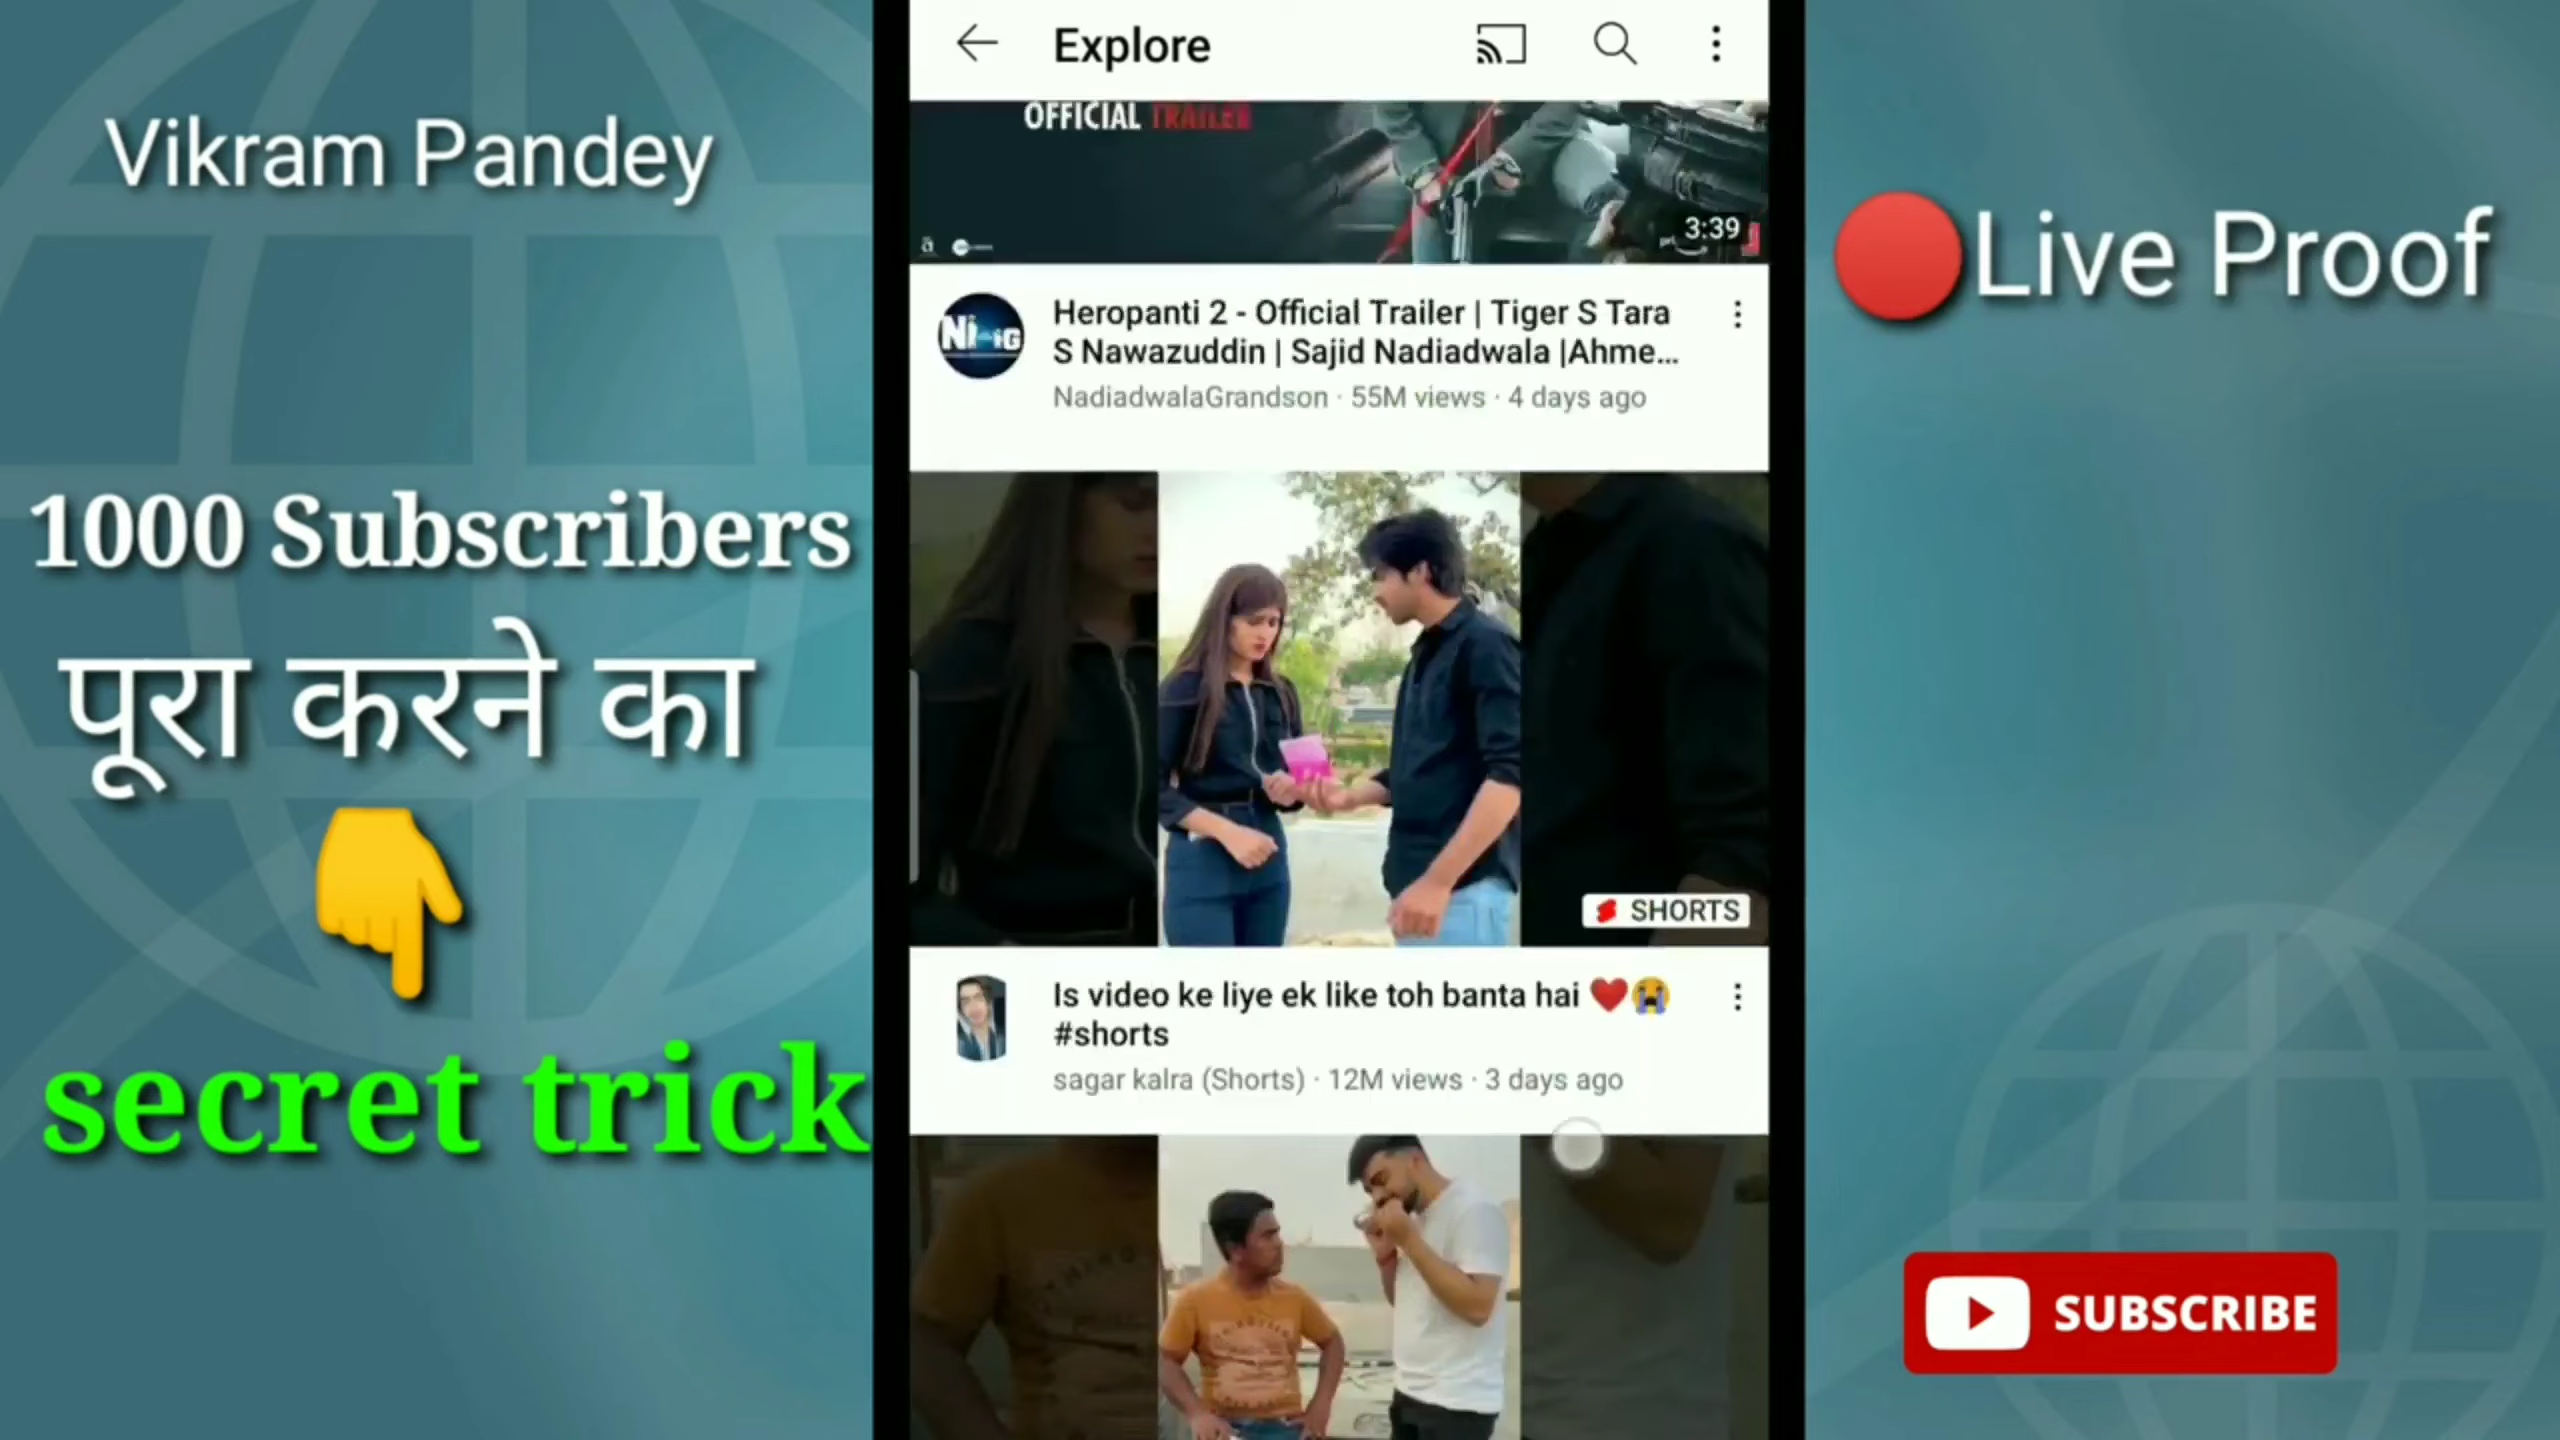 Vikram Pandey
1000 Subscribers
पूरा करने का
secret trick
Explore
OFFICIAL TRAILER
3:39
Heropanti 2 - Official Trailer | Tiger S Tara
S Nawazuddin | Sajid Nadiadwala |Ahme...
NadiadwalaGrandson · 55M views · 4 days ago
SHORTS
Is video ke liye ek like toh banta hai ❤️😭
#shorts
sagar kalra (Shorts) · 12M views · 3 days ago
🔴Live Proof
SUBSCRIBE